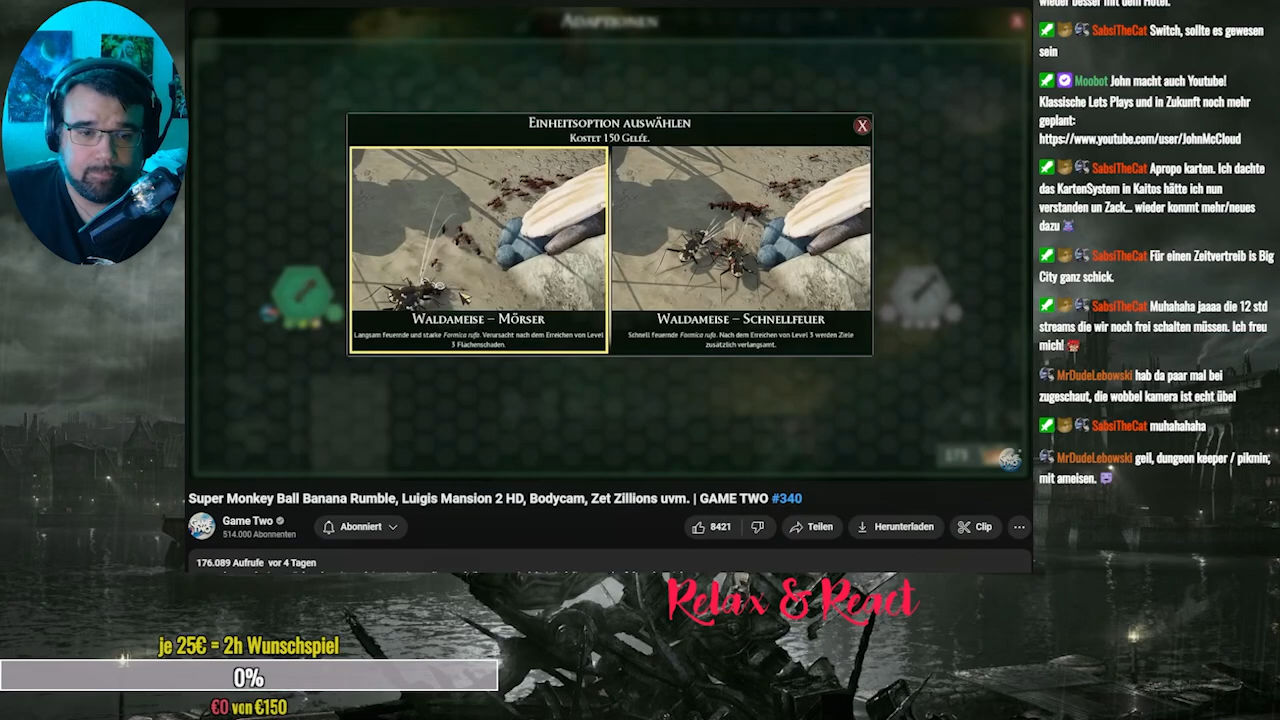 Adaptionen
Einheitsoption auswählen
Kostet 150 Gelée.
X
Waldameise – Mörser
Langsam feuernde und starke Formica rufa. Verursacht nach dem Erreichen von Level
3 Flächenschaden.
Waldameise – Schnellfeuer
Schnell feuernde Formica rufa. Nach dem Erreichen von Level 3 werden Ziele
zusätzlich verlangsamt.
Super Monkey Ball Banana Rumble, Luigis Mansion 2 HD, Bodycam, Zet Zillions uvm. | GAME TWO #340
Game Two
514.000 Abonnenten
Abonniert
8421
Teilen
Herunterladen
Clip
176.089 Aufrufe vor 4 Tagen
Relax & React
je 25€ = 2h Wunschspiel
0%
€0 von €150
wieder besser mit dem Hotel.
SabsiTheCat Switch, sollte es gewesen
sein
Moobot John macht auch Youtube!
Klassische Lets Plays und in Zukunft noch mehr
geplant:
https://www.youtube.com/user/JohnMcCloud
SabsiTheCat Apropo karten. Ich dachte
das KartenSystem in Kaitos hätte ich nun
verstanden un Zack... wieder kommt mehr/neues
dazu
SabsiTheCat Für einen Zeitvertreib is Big
City ganz schick.
SabsiTheCat Muhahaha jaaa die 12 std
streams die wir noch frei schalten müssen. Ich freu
mich!
MrDudeLebowski hab da paar mal bei
zugeschaut, die wobbel kamera ist echt übel
SabsiTheCat muhahahaha
MrDudeLebowski geil, dungeon keeper / pikmin,
mit ameisen.